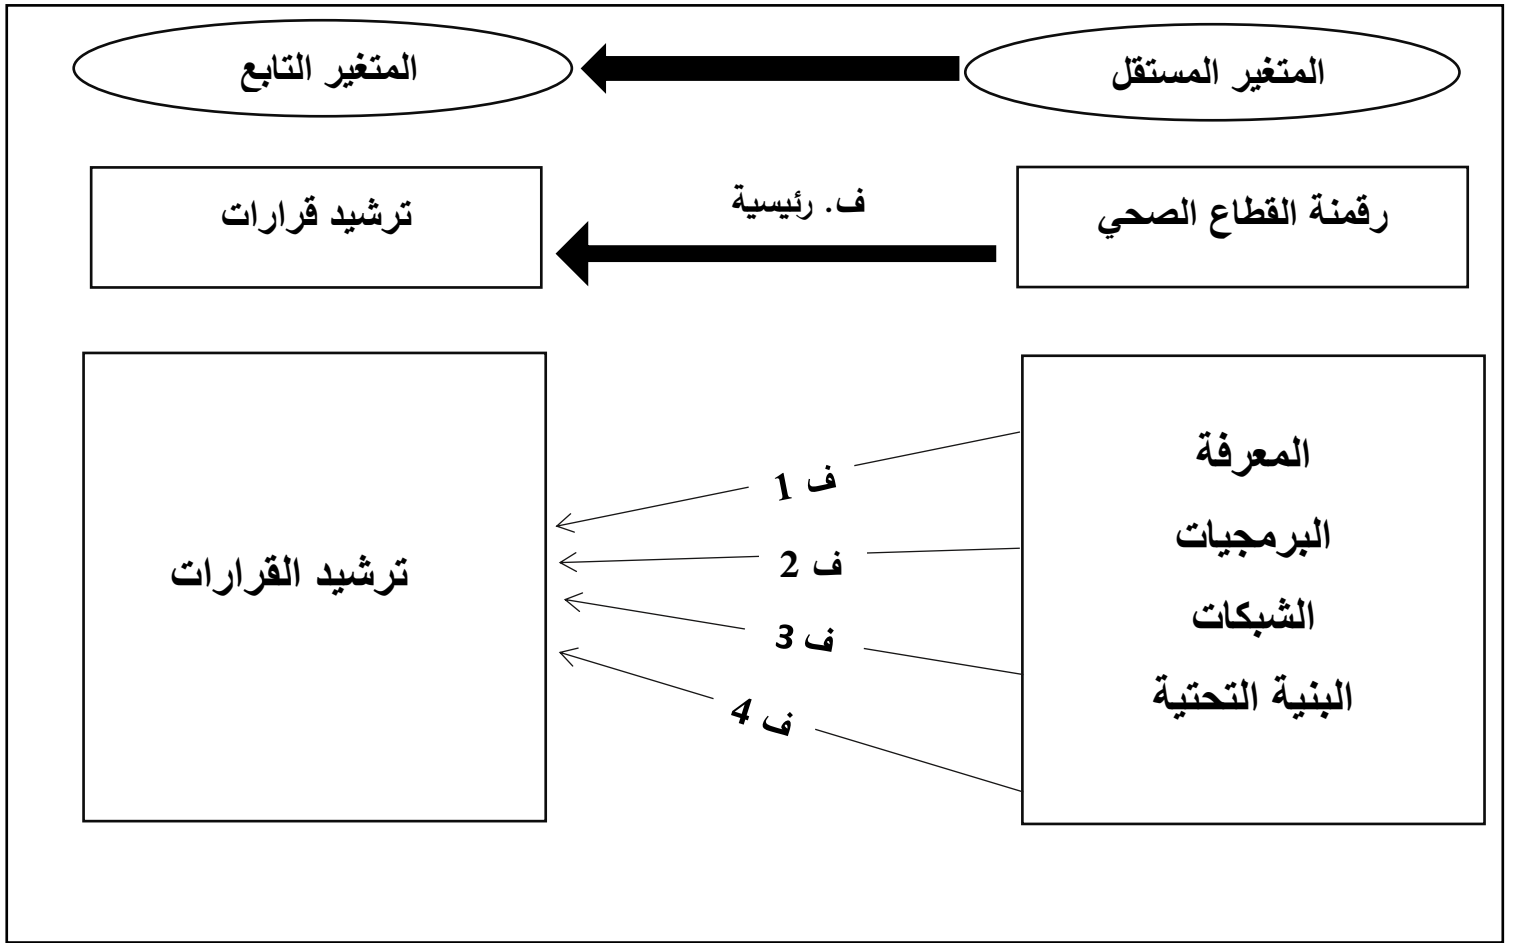 المتغير المستقل
المتغير التابع
رقمنة القطاع الصحي
ف. رئيسية
ترشيد قرارات
المعرفة
البرمجيات
الشبكات
البنية التحتية
ف 1
ف 2
ف 3
ف 4
ترشيد القرارات